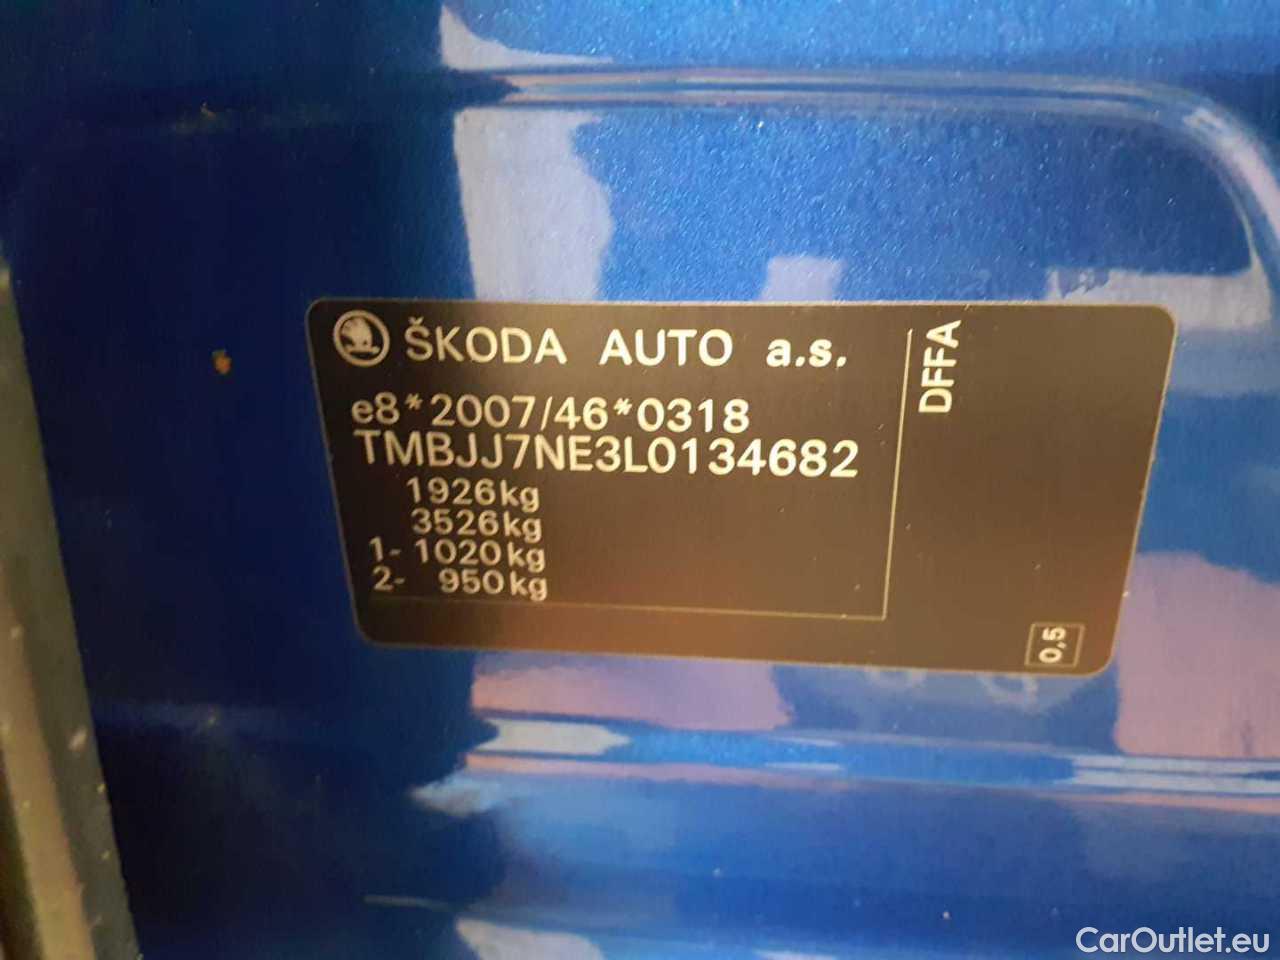 ŠKODA AUTO a.s.
e8*2007/46*0318
TMBJJ7NE3L0134682
1926kg
3526kg
1- 1020kg
2- 950kg
DFFA
0,5
CarOutlet.eu